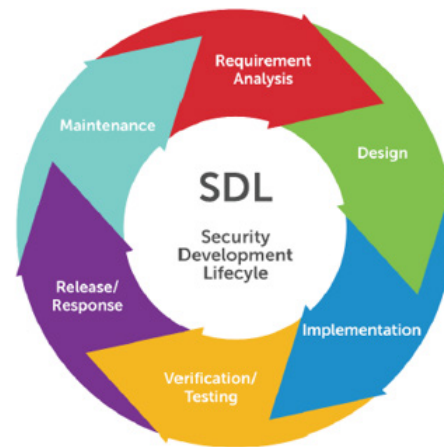 Requirement
Analysis
Design
Implementation
Verification/
Testing
Release/
Response
Maintenance
SDL
Security
Development
Lifecyle